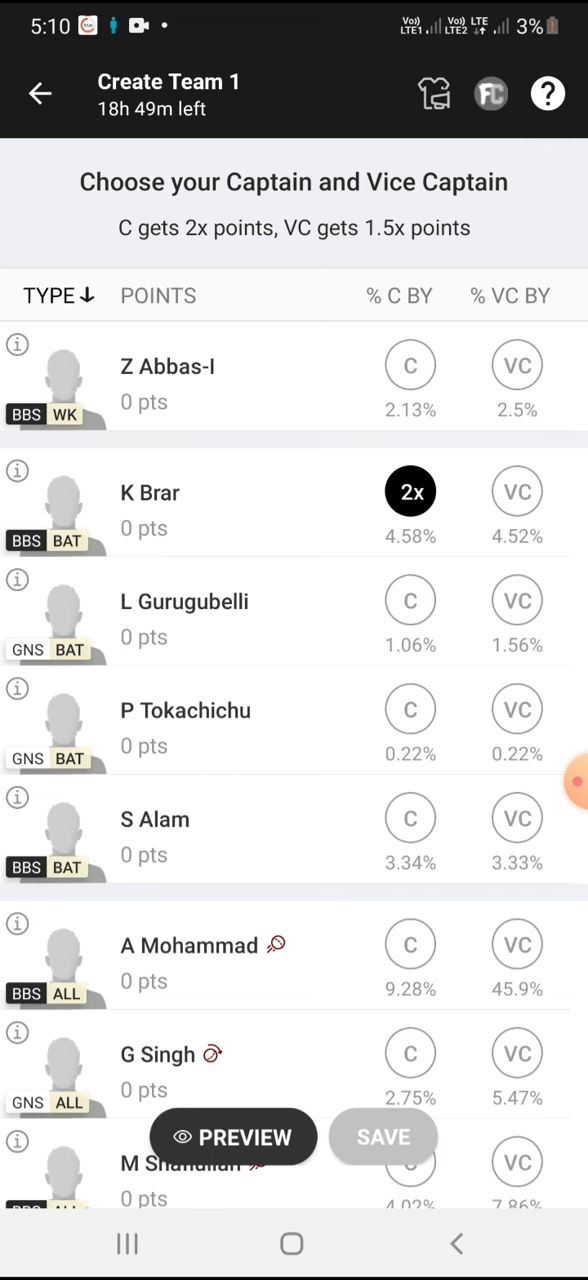 5:10
Vo)) LTE1 Vo)) LTE LTE2 3%
Create Team 1
18h 49m left
FC ?
Choose your Captain and Vice Captain
C gets 2x points, VC gets 1.5x points
TYPE POINTS % C BY % VC BY
Z Abbas-I
0 pts
BBS WK
C VC
2.13% 2.5%
K Brar
0 pts
BBS BAT
2x VC
4.58% 4.52%
L Gurugubelli
0 pts
GNS BAT
C VC
1.06% 1.56%
P Tokachichu
0 pts
GNS BAT
C VC
0.22% 0.22%
S Alam
0 pts
BBS BAT
C VC
3.34% 3.33%
A Mohammad
0 pts
BBS ALL
C VC
9.28% 45.9%
G Singh
0 pts
GNS ALL
C VC
2.75% 5.47%
PREVIEW SAVE
M
0 pts
VC
4.02% 7.86%